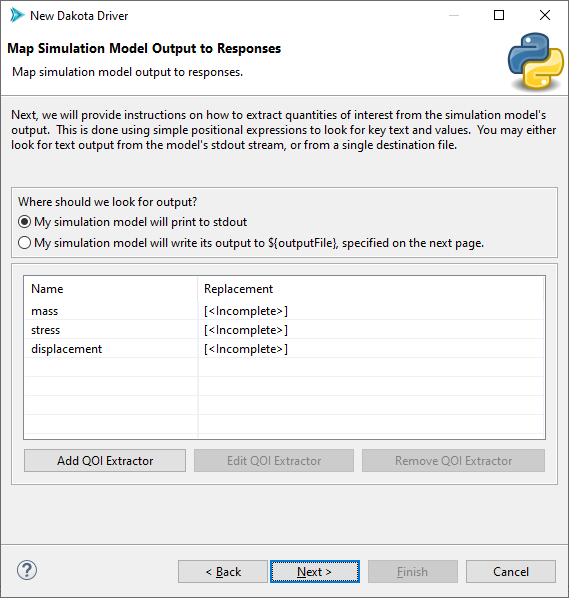 New Dakota Driver
Map Simulation Model Output to Responses
Map simulation model output to responses.
Next, we will provide instructions on how to extract quantities of interest from the simulation model's
output.  This is done using simple positional expressions to look for key text and values.  You may either
look for text output from the model's stdout stream, or from a single destination file.
Where should we look for output?
My simulation model will print to stdout
My simulation model will write its output to ${outputFile}, specified on the next page.
Name Replacement
mass [<Incomplete>]
stress [<Incomplete>]
displacement [<Incomplete>]
Add QOI Extractor Edit QOI Extractor Remove QOI Extractor
? < Back Next > Finish Cancel